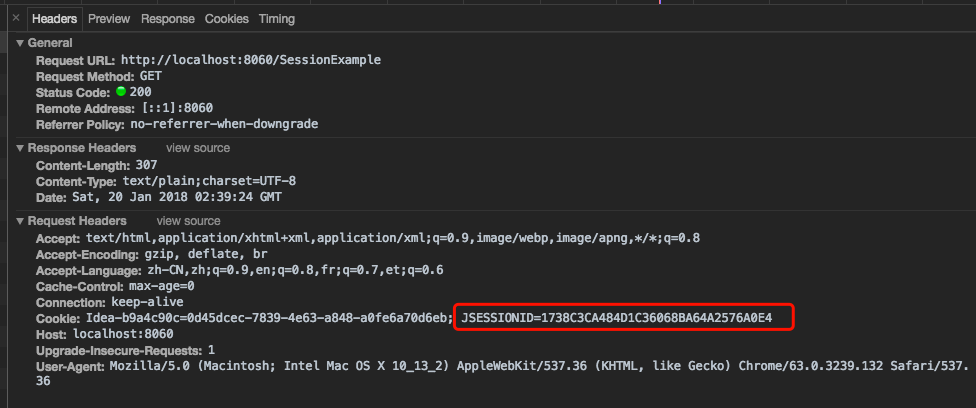 × Headers Preview Response Cookies Timing
▼ General
Request URL: http://localhost:8060/SessionExample
Request Method: GET
Status Code: 200
Remote Address: [::1]:8060
Referrer Policy: no-referrer-when-downgrade
▼ Response Headers view source
Content-Length: 307
Content-Type: text/plain;charset=UTF-8
Date: Sat, 20 Jan 2018 02:39:24 GMT
▼ Request Headers view source
Accept: text/html,application/xhtml+xml,application/xml;q=0.9,image/webp,image/apng,*/*;q=0.8
Accept-Encoding: gzip, deflate, br
Accept-Language: zh-CN,zh;q=0.9,en;q=0.8,fr;q=0.7,et;q=0.6
Cache-Control: max-age=0
Connection: keep-alive
Cookie: Idea-b9a4c90c=0d45dcec-7839-4e63-a848-a0fe6a70d6eb; JSESSIONID=1738C3CA484D1C36068BA64A2576A0E4
Host: localhost:8060
Upgrade-Insecure-Requests: 1
User-Agent: Mozilla/5.0 (Macintosh; Intel Mac OS X 10_13_2) AppleWebKit/537.36 (KHTML, like Gecko) Chrome/63.0.3239.132 Safari/537.
36